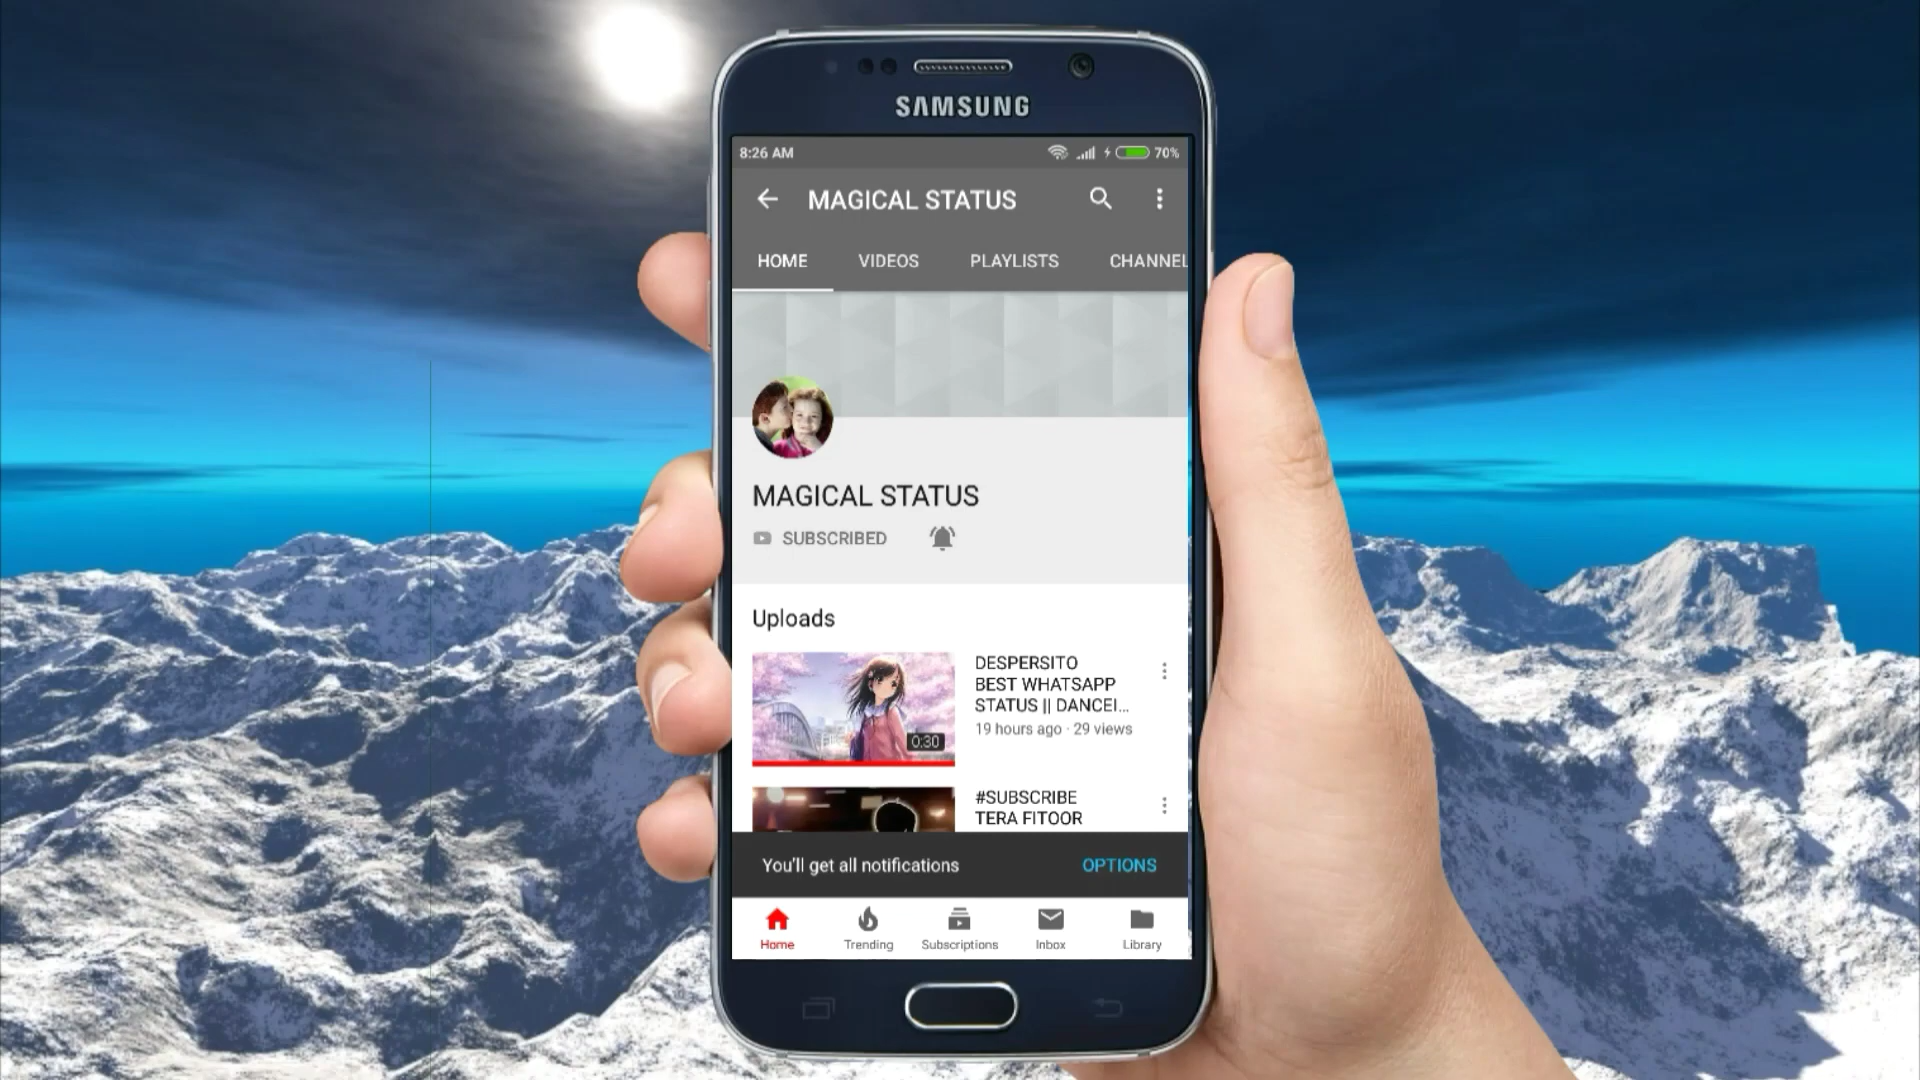 SAMSUNG
8:26 AM 70%
MAGICAL STATUS
HOME VIDEOS PLAYLISTS CHANNEL
MAGICAL STATUS
SUBSCRIBED
Uploads
DESPERSITO
BEST WHATSAPP
STATUS || DANCEI...
19 hours ago · 29 views
0:30
#SUBSCRIBE
TERA FITOOR
You'll get all notifications OPTIONS
Home Trending Subscriptions Inbox Library